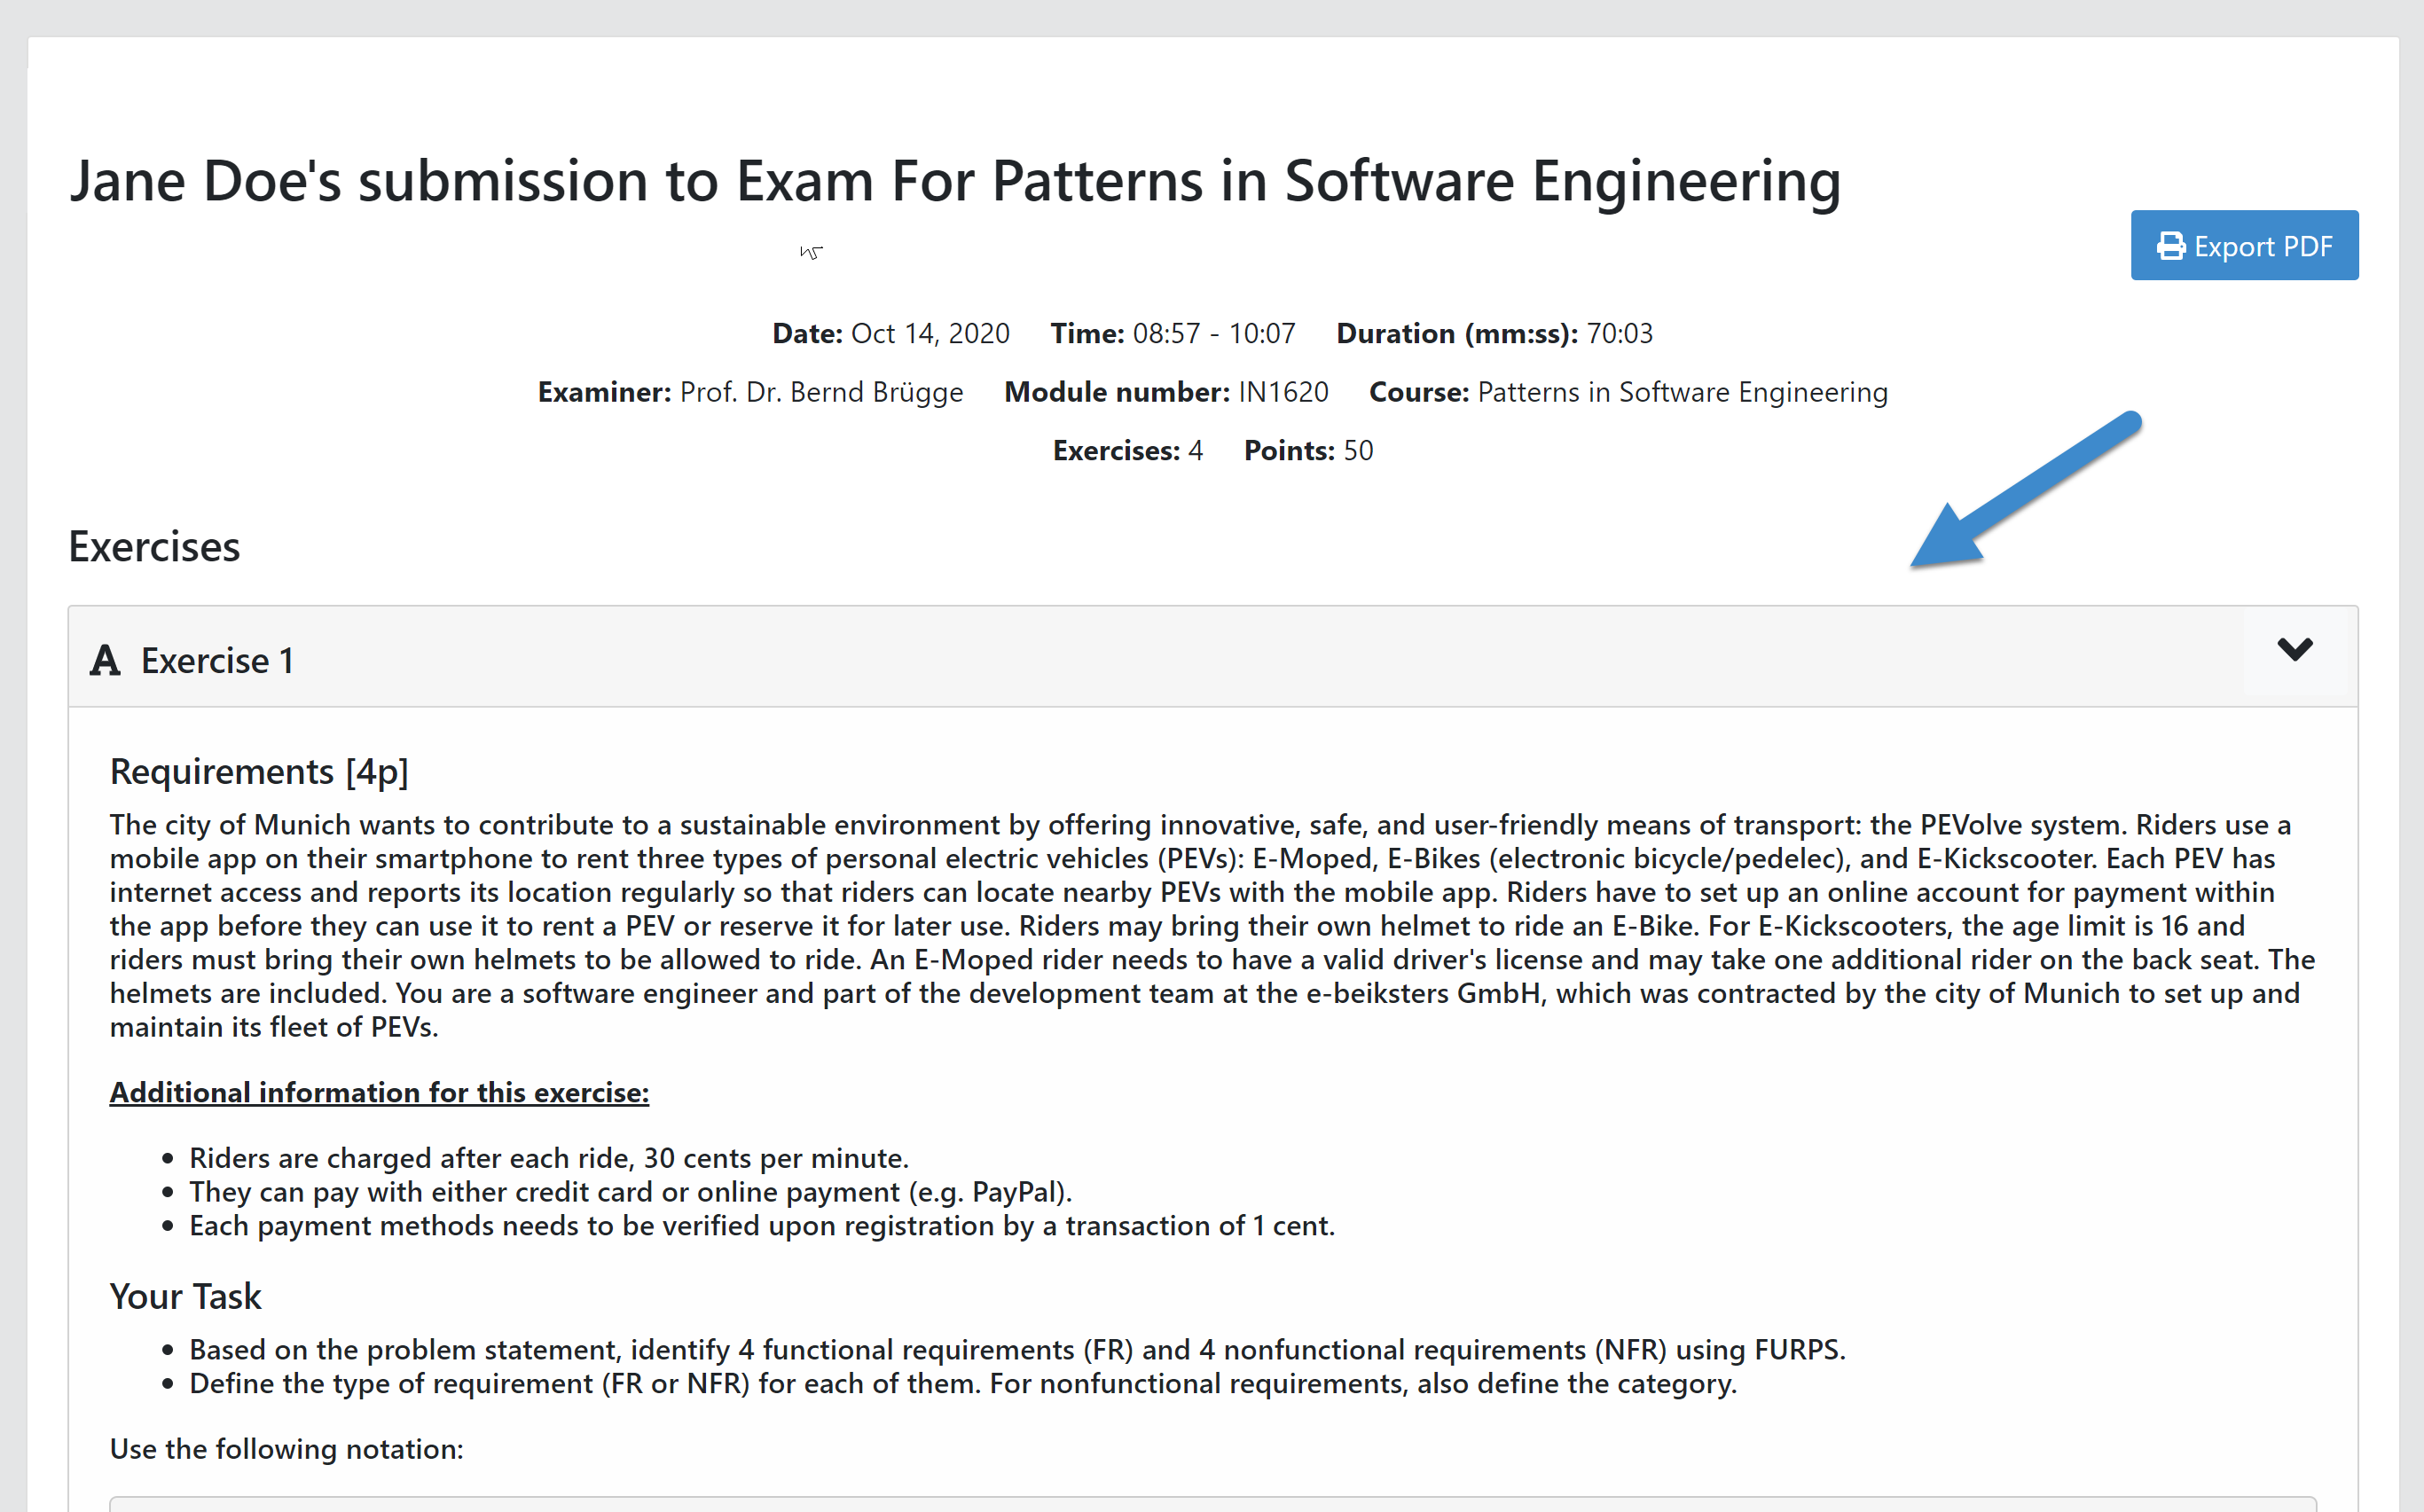 Jane Doe's submission to Exam For Patterns in Software Engineering
Export PDF
Date: Oct 14, 2020 Time: 08:57 - 10:07 Duration (mm:ss): 70:03
Examiner: Prof. Dr. Bernd Brügge Module number: IN1620 Course: Patterns in Software Engineering
Exercises: 4 Points: 50
Exercises
A Exercise 1
Requirements [4p]
The city of Munich wants to contribute to a sustainable environment by offering innovative, safe, and user-friendly means of transport: the PEVolve system. Riders use a
mobile app on their smartphone to rent three types of personal electric vehicles (PEVs): E-Moped, E-Bikes (electronic bicycle/pedelec), and E-Kickscooter. Each PEV has
internet access and reports its location regularly so that riders can locate nearby PEVs with the mobile app. Riders have to set up an online account for payment within
the app before they can use it to rent a PEV or reserve it for later use. Riders may bring their own helmet to ride an E-Bike. For E-Kickscooters, the age limit is 16 and
riders must bring their own helmets to be allowed to ride. An E-Moped rider needs to have a valid driver's license and may take one additional rider on the back seat. The
helmets are included. You are a software engineer and part of the development team at the e-beiksters GmbH, which was contracted by the city of Munich to set up and
maintain its fleet of PEVs.
Additional information for this exercise:
• Riders are charged after each ride, 30 cents per minute.
• They can pay with either credit card or online payment (e.g. PayPal).
• Each payment methods needs to be verified upon registration by a transaction of 1 cent.
Your Task
• Based on the problem statement, identify 4 functional requirements (FR) and 4 nonfunctional requirements (NFR) using FURPS.
• Define the type of requirement (FR or NFR) for each of them. For nonfunctional requirements, also define the category.
Use the following notation: